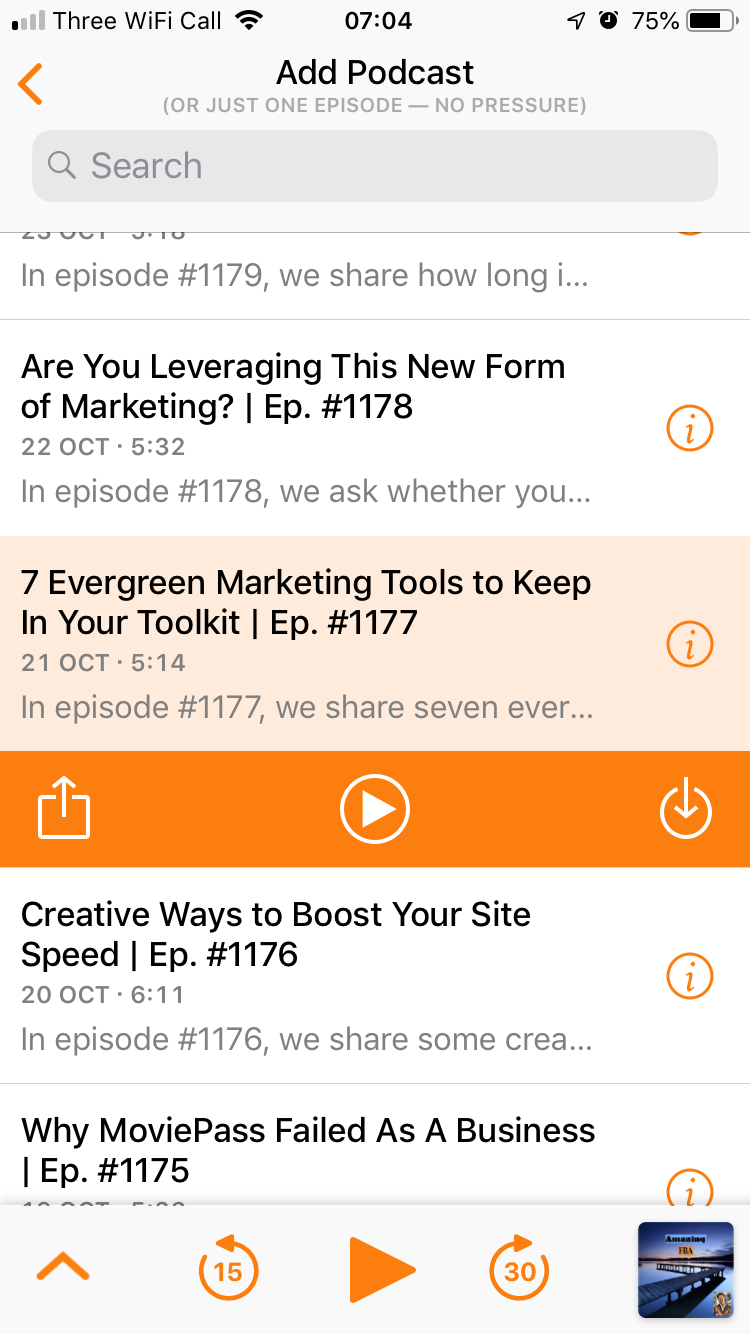 Three WiFi Call 07:04 75%
Add Podcast
(OR JUST ONE EPISODE — NO PRESSURE)
Search
23 OCT · 5:18
In episode #1179, we share how long i...
Are You Leveraging This New Form
of Marketing? | Ep. #1178
22 OCT · 5:32
In episode #1178, we ask whether you...
7 Evergreen Marketing Tools to Keep
In Your Toolkit | Ep. #1177
21 OCT · 5:14
In episode #1177, we share seven ever...
Creative Ways to Boost Your Site
Speed | Ep. #1176
20 OCT · 6:11
In episode #1176, we share some crea...
Why MoviePass Failed As A Business
| Ep. #1175
15
30
Amazing
FBA